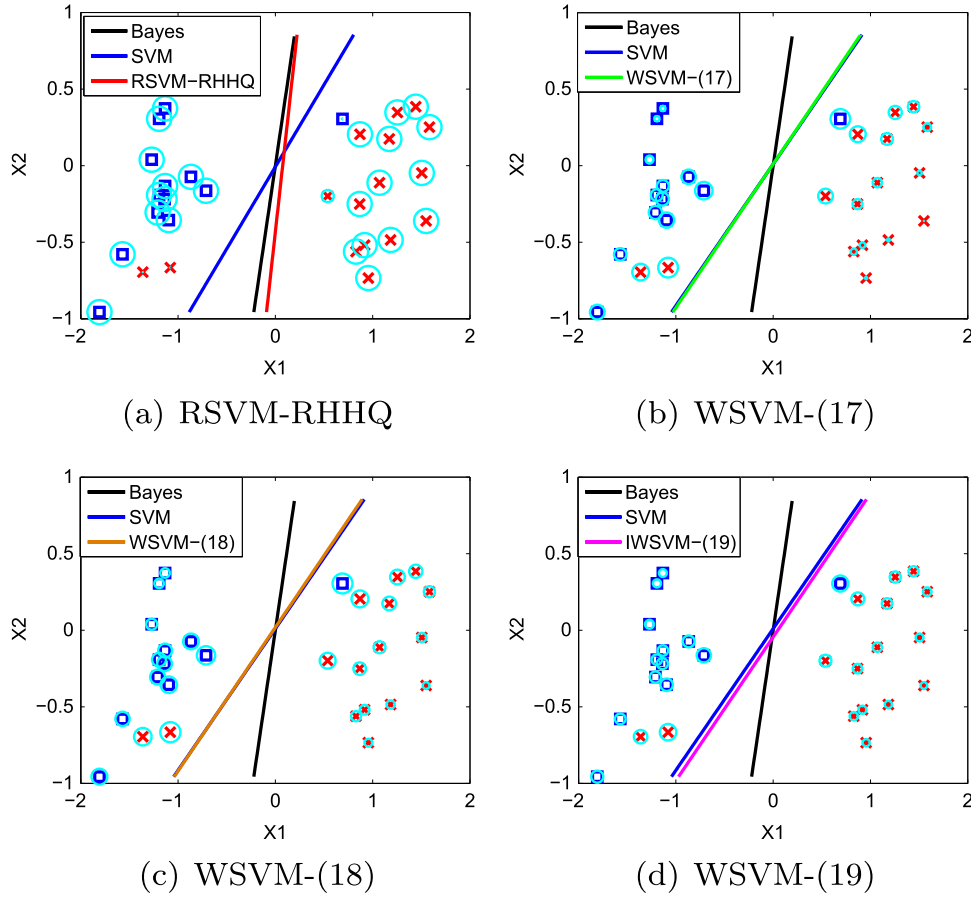 1
0.5
0
−0.5
−1
−2
−1
0
1
2
X1
X2
Bayes
SVM
RSVM−RHHQ
(a) RSVM-RHHQ
1
0.5
0
−0.5
−1
−2
−1
0
1
2
X1
X2
Bayes
SVM
WSVM−(17)
(b) WSVM-(17)
1
0.5
0
−0.5
−1
−2
−1
0
1
2
X1
X2
Bayes
SVM
WSVM−(18)
(c) WSVM-(18)
1
0.5
0
−0.5
−1
−2
−1
0
1
2
X1
X2
Bayes
SVM
IWSVM−(19)
(d) WSVM-(19)